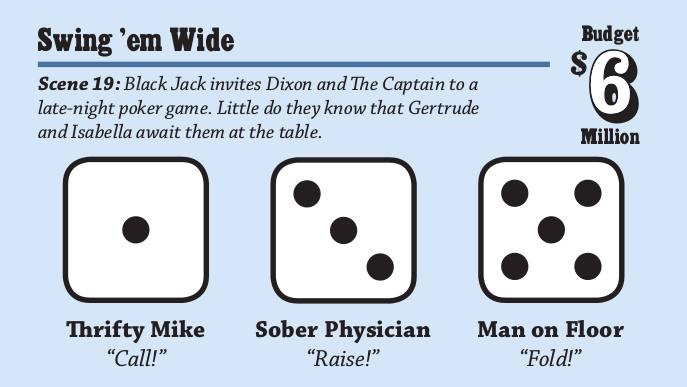 Swing ’em Wide
Budget
$6
Million
Scene 19: Black Jack invites Dixon and The Captain to a
late-night poker game. Little do they know that Gertrude
and Isabella await them at the table.
Thrifty Mike
“Call!”
Sober Physician
“Raise!”
Man on Floor
“Fold!”